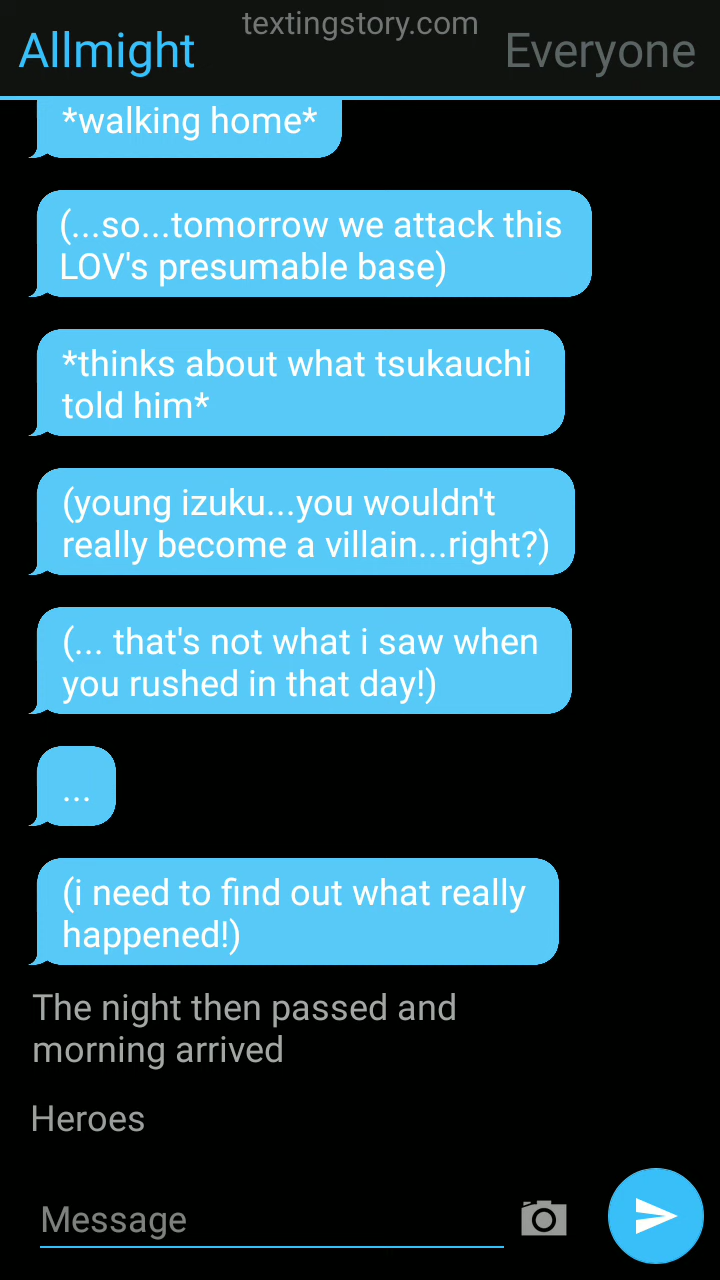 textingstory.com
Allmight
Everyone
*walking home*
(...so...tomorrow we attack this
LOV's presumable base)
*thinks about what tsukauchi
told him*
(young izuku...you wouldn't
really become a villain...right?)
(... that's not what i saw when
you rushed in that day!)
...
(i need to find out what really
happened!)
The night then passed and
morning arrived
Heroes
Message